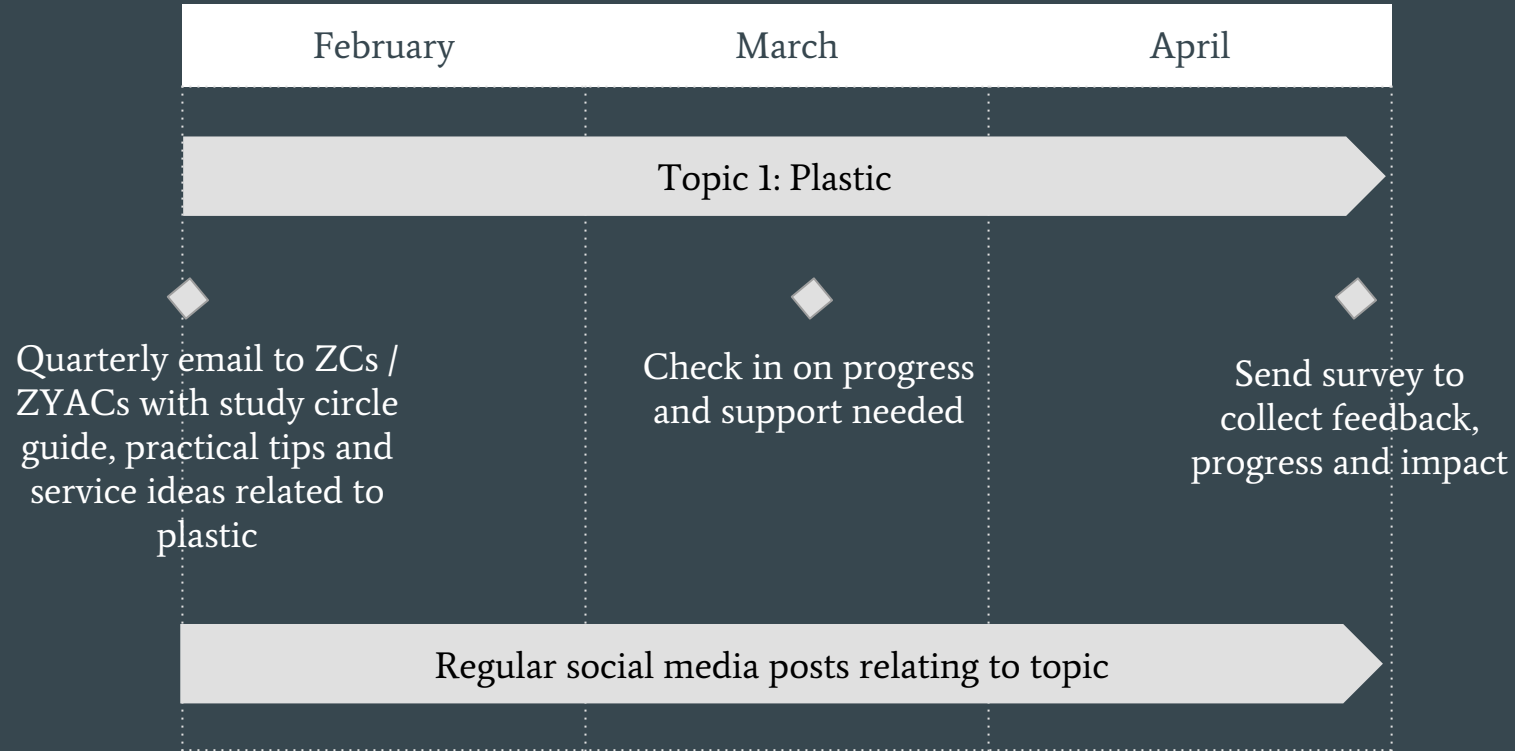 February
March
April
Topic 1: Plastic
Quarterly email to ZCs /
ZYACs with study circle
guide, practical tips and
service ideas related to
plastic
Check in on progress
and support needed
Send survey to
collect feedback,
progress and impact
Regular social media posts relating to topic